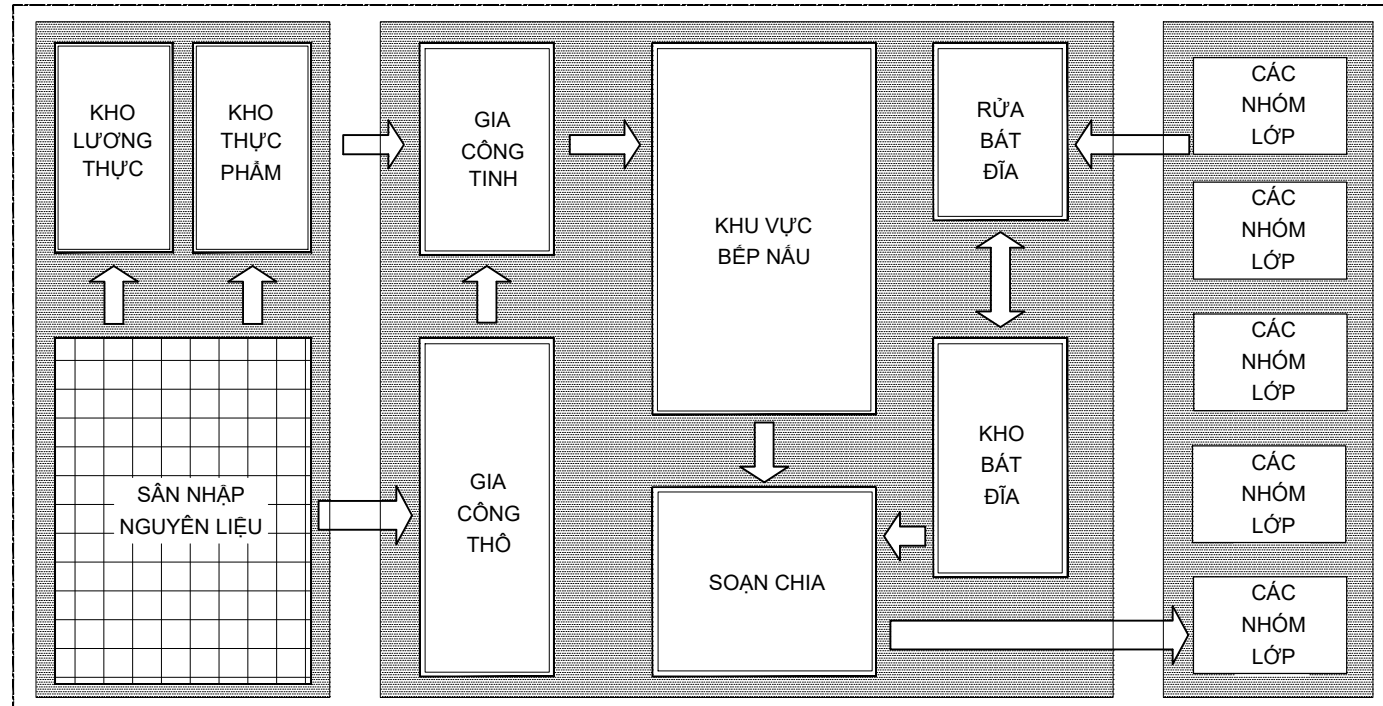 KHO
LƯƠNG
THỰC
KHO
THỰC
PHẨM
GIA
CÔNG
TINH
KHU VỰC
BẾP NẤU
RỬA
BÁT
ĐĨA
CÁC
NHÓM
LỚP
CÁC
NHÓM
LỚP
CÁC
NHÓM
LỚP
SÂN NHẬP
NGUYÊN LIỆU
GIA
CÔNG
THÔ
KHO
BÁT
ĐĨA
SOẠN CHIA
CÁC
NHÓM
LỚP
CÁC
NHÓM
LỚP